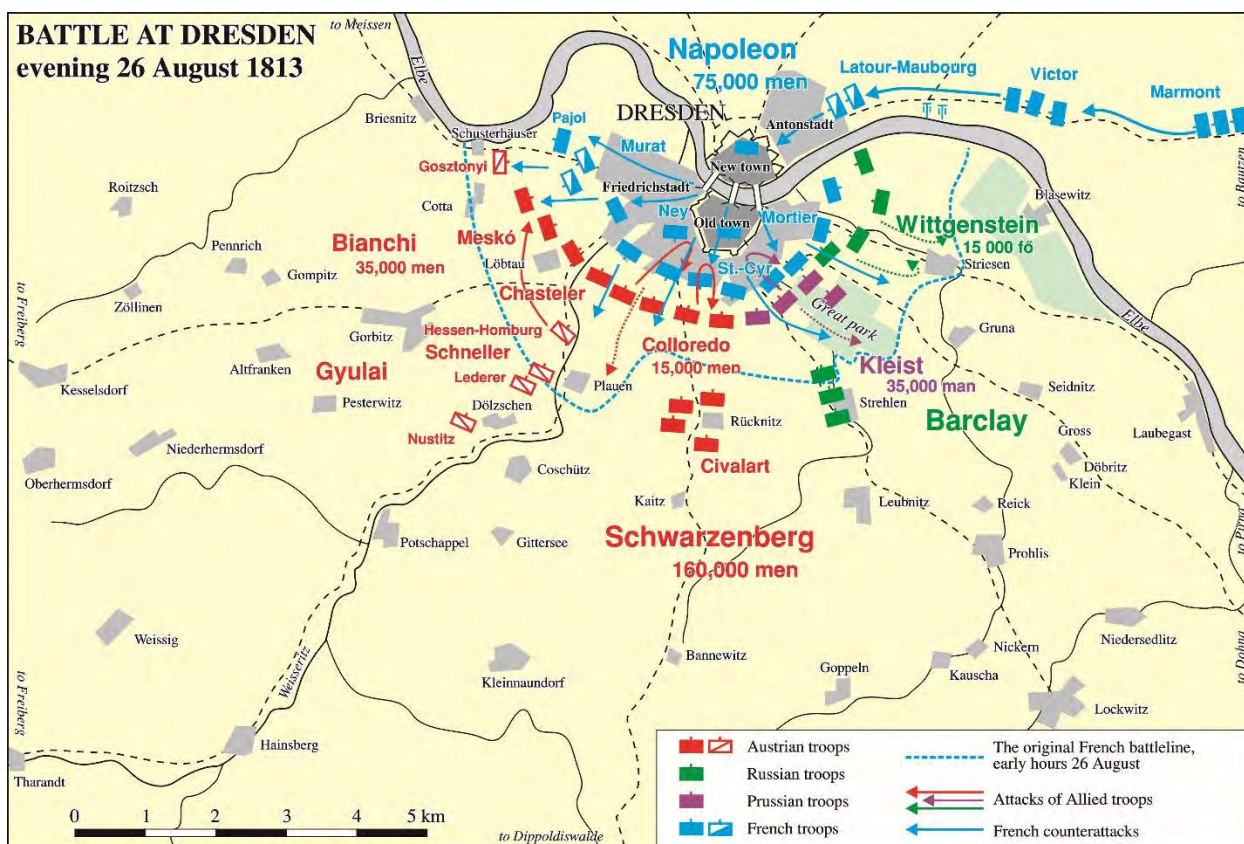 BATTLE AT DRESDEN
evening 26 August 1813
to Meissen
Elbe
Napoleon
75,000 men
Latour-Maubourg
Victor
Marmont
to Bautzen
DRESDEN
Antonstadt
Briesnitz
Schusterhäuser
Pajol
Murat
Gosztonyi
New town
Friedrichstadt
Roitzsch
Cotta
Ney
Old town
Mortier
Blasewitz
Wittgenstein
15 000 fő
Bianchi
35,000 men
Meskó
Pennrich
Gompitz
Löbtau
St.-Cyr
Striesen
Zöllinen
to Freiberg
Chasteler
Great park
Elbe
Gorbitz
Hessen-Homburg
Gruna
Altfranken
Schneller
Colloredo
15,000 men
Kleist
35,000 man
Kesselsdorf
Gyulai
Lederer
Plauen
Seidnitz
Pesterwitz
Dölzschen
Strehlen
Barclay
Laubegast
Nustitz
Rücknitz
Gross
Niederhermsdorf
Döbritz
Klein
Oberhermsdorf
Coschütz
Civalart
Kaitz
Leubnitz
Reick
to Pirna
Potschappel
Gittersee
Schwarzenberg
160,000 men
Prohlis
Weissig
Niedersedlitz
Weisseritz
Kleinnaundorf
Bannewitz
Goppeln
Nickern
Kauscha
to Dohna
to Freiberg
Lockwitz
Hainsberg
Tharandt
0 1 2 3 4 5 km
to Dippoldiswalde
Austrian troops
Russian troops
Prussian troops
French troops
The original French battleline,
early hours 26 August
Attacks of Allied troops
French counterattacks